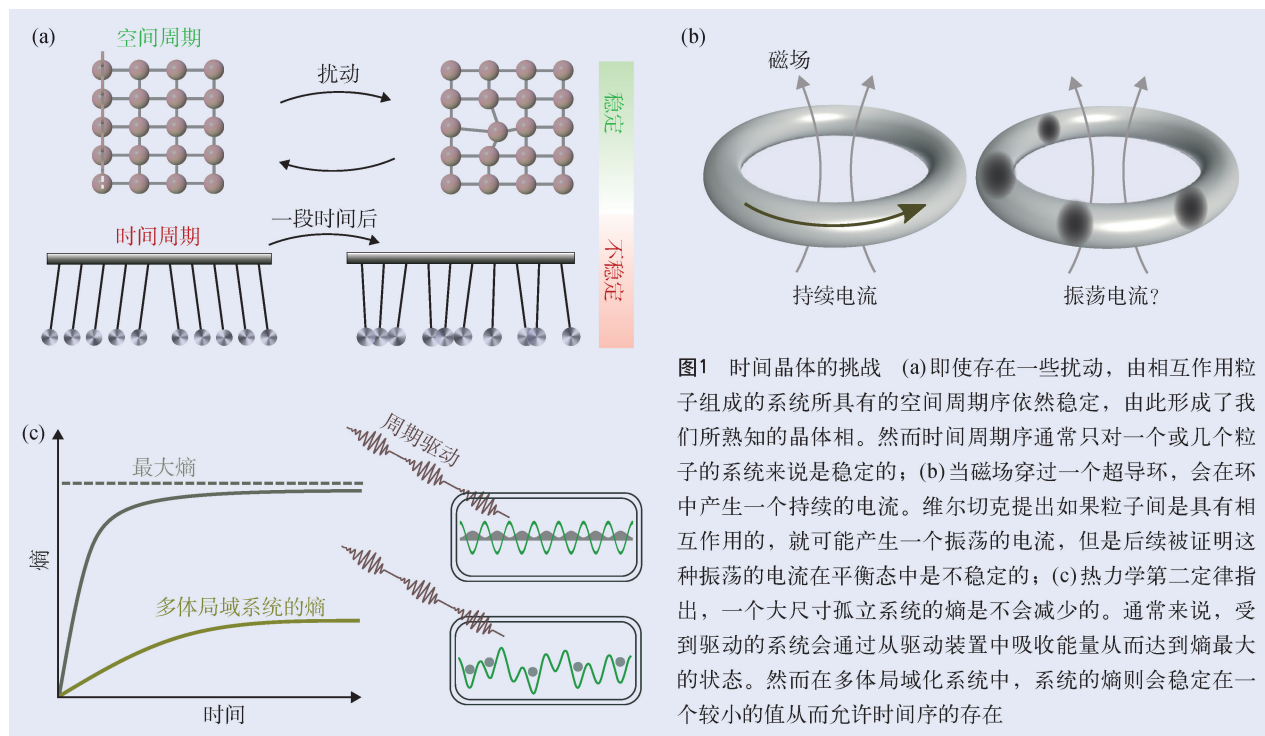 (a)
空间周期
扰动
稳定
时间周期
一段时间后
不稳定
(b)
磁场
持续电流
振荡电流？
图1 时间晶体的挑战 (a)即使存在一些扰动，由相互作用粒
子组成的系统所具有的空间周期序依然稳定，由此形成了我
们所熟知的晶体相。然而时间周期序通常只对一个或几个粒
子的系统来说是稳定的；(b)当磁场穿过一个超导环，会在环
中产生一个持续的电流。维尔切克提出如果粒子间是具有相
互作用的，就可能产生一个振荡的电流，但是后续被证明这
种振荡的电流在平衡态中是不稳定的；(c)热力学第二定律指
出，一个大尺寸孤立系统的熵是不会减少的。通常来说，受
到驱动的系统会通过从驱动装置中吸收能量从而达到熵最大
的状态。然而在多体局域化系统中，系统的熵则会稳定在一
个较小的值从而允许时间序的存在
(c)
最大熵
周期驱动
熵
多体局域系统的熵
时间